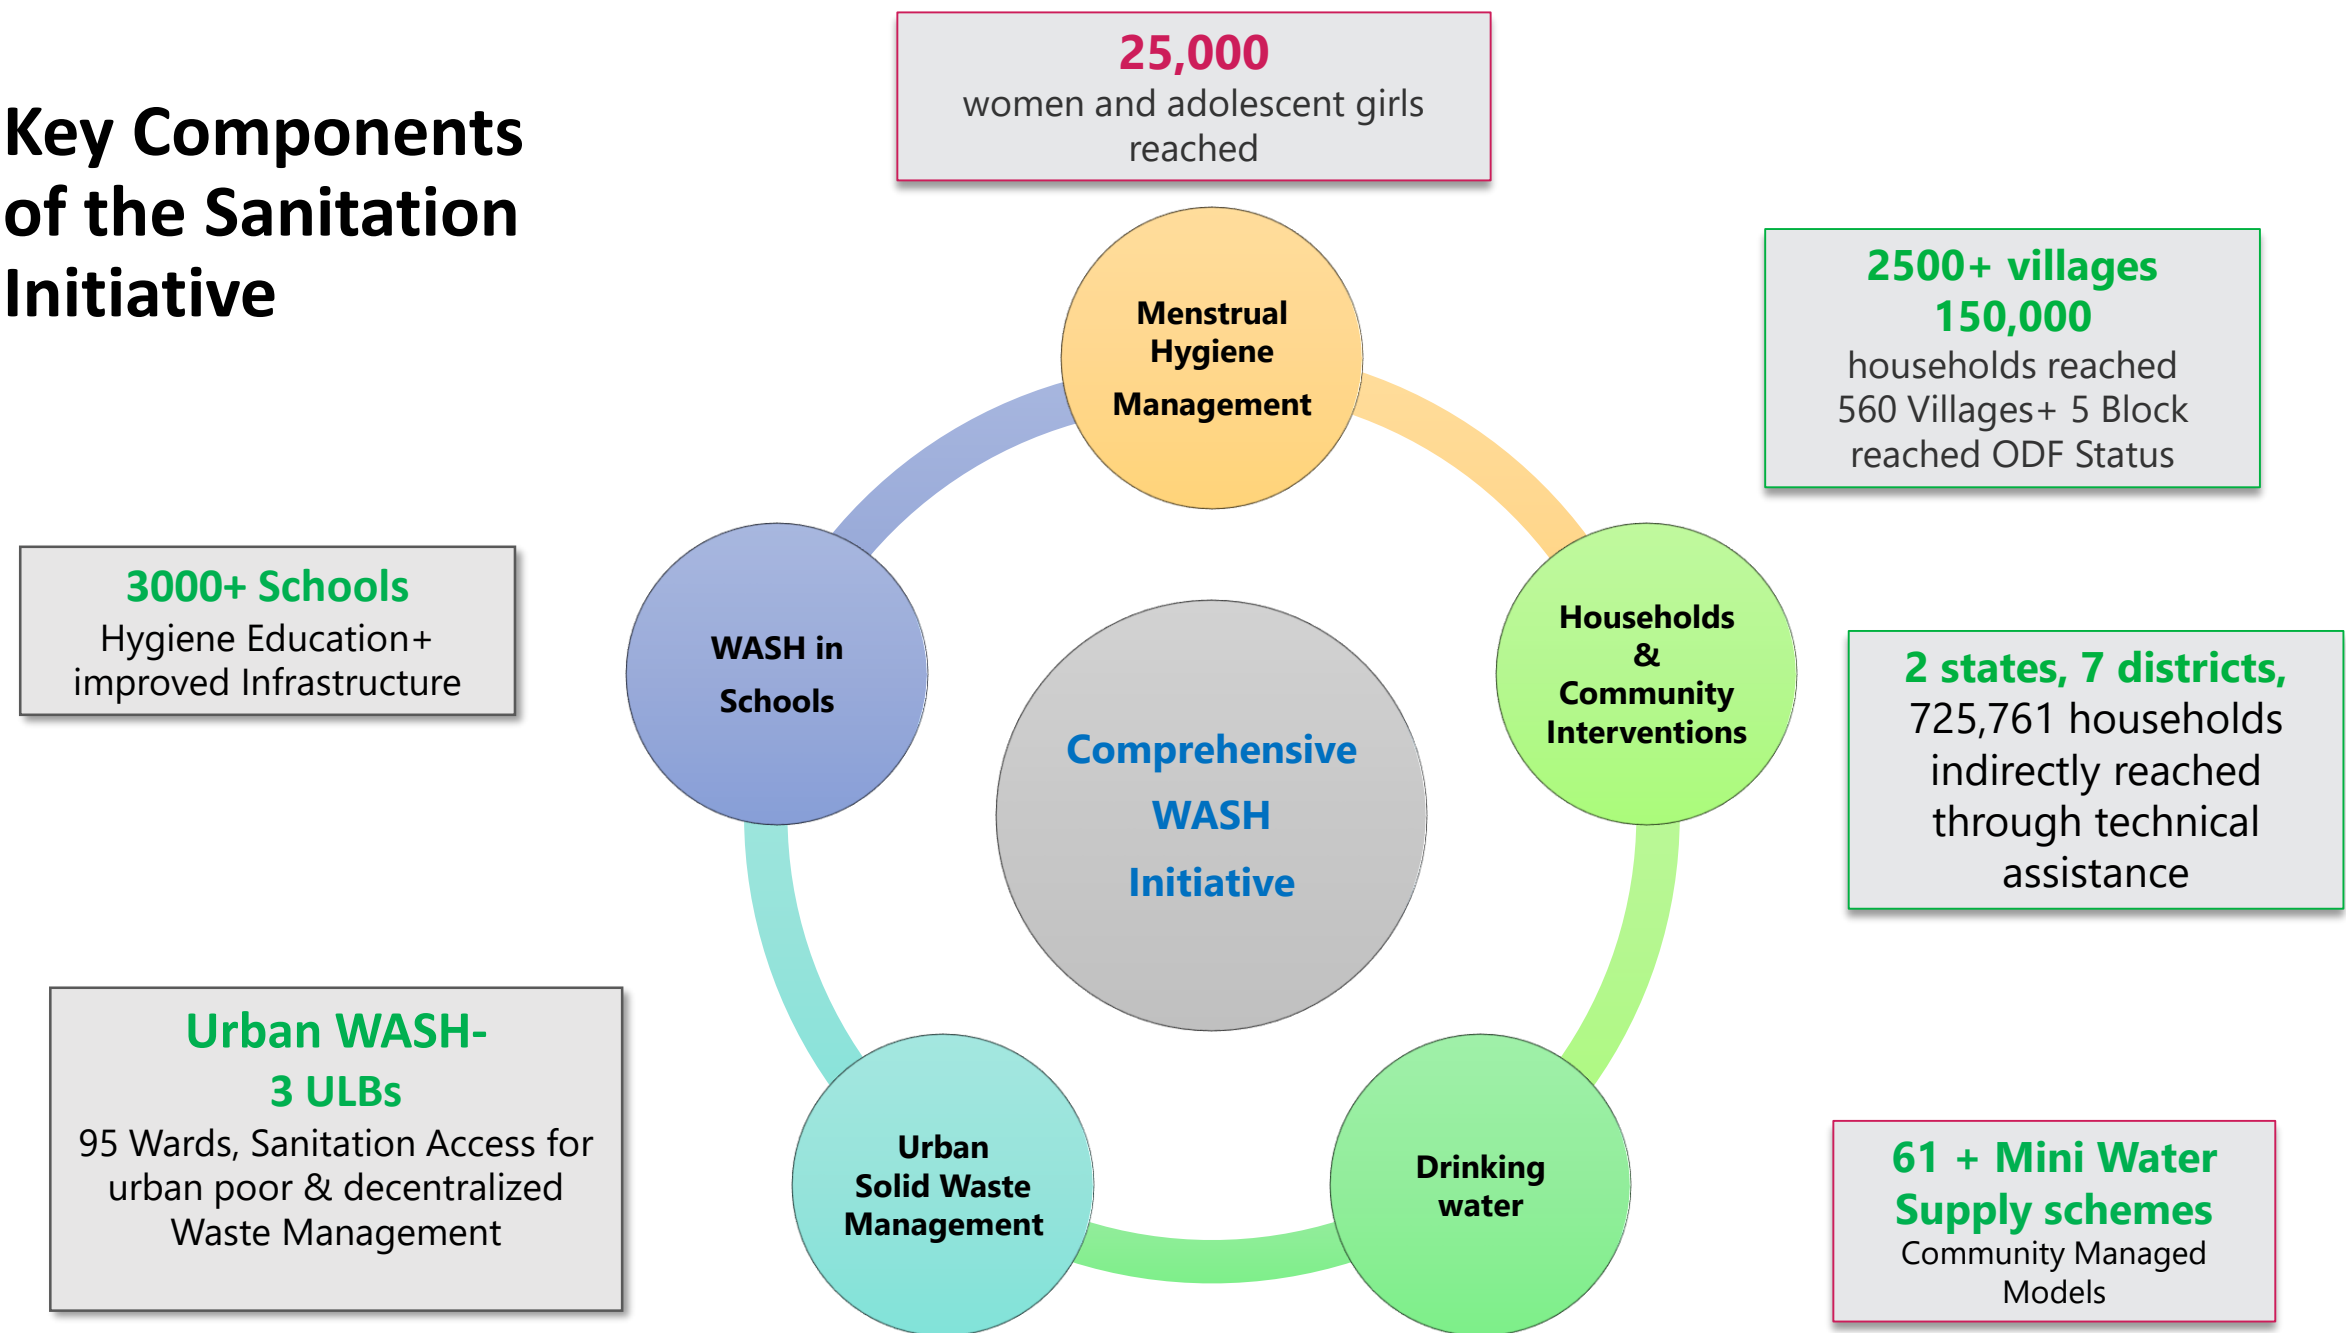 Key Components
of the Sanitation
Initiative
25,000
women and adolescent girls
reached
2500+ villages
150,000
households reached
560 Villages+ 5 Block
reached ODF Status
Menstrual
Hygiene
Management
3000+ Schools
Hygiene Education+
improved Infrastructure
WASH in
Schools
Households
&
Community
Interventions
2 states, 7 districts,
725,761 households
indirectly reached
through technical
assistance
Comprehensive
WASH
Initiative
Urban WASH-
3 ULBs
95 Wards, Sanitation Access for
urban poor & decentralized
Waste Management
Urban
Solid Waste
Management
Drinking
water
61 + Mini Water
Supply schemes
Community Managed
Models